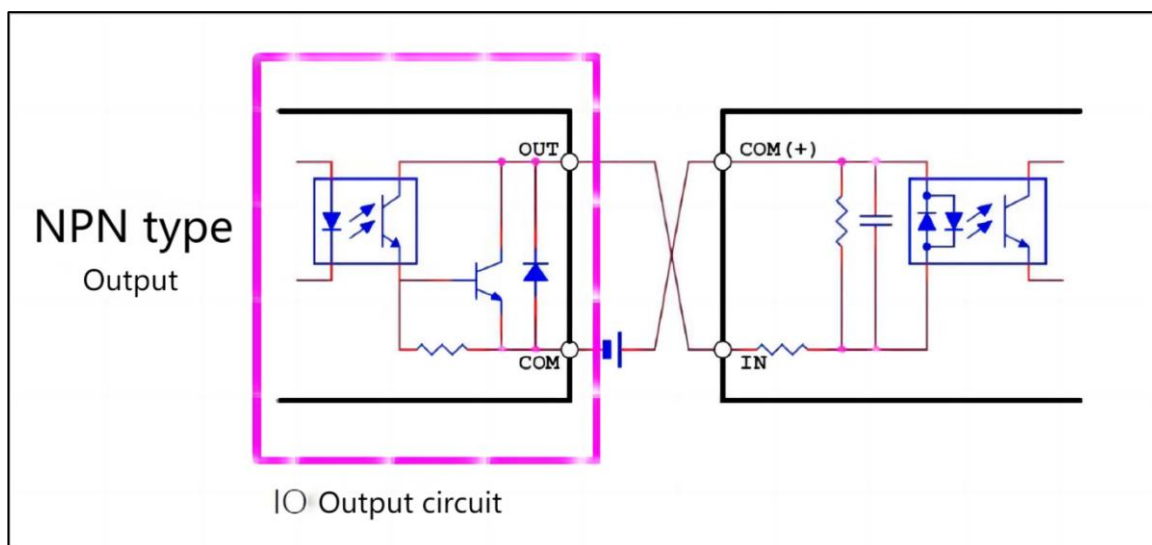 OUT
COM(+)
NPN type
Output
COM
IN
IO Output circuit